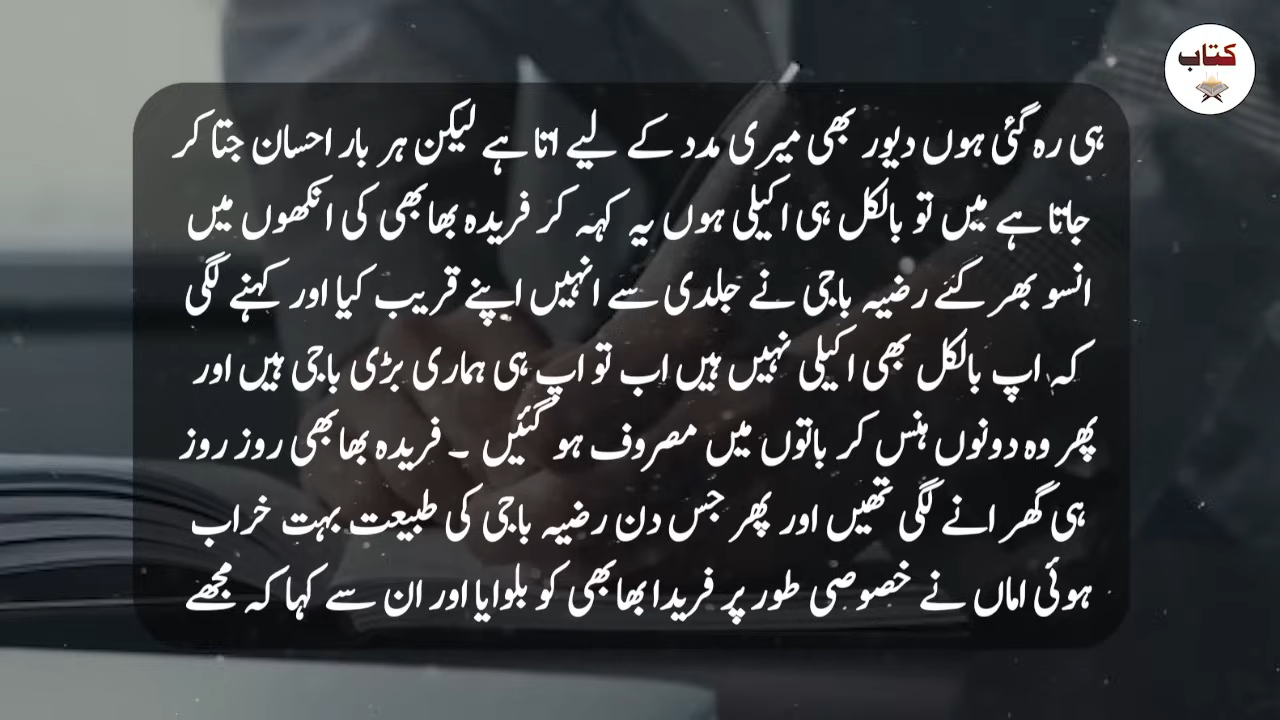 کتاب
ہی رہ گئی ہوں دیور بھی میری مدد کے لیے اتا ہے لیکن ہر بار احسان جتا کر
جاتا ہے میں تو بالکل ہی اکیلی ہوں یہ کہہ کر فریدہ بھابھی کی انکھوں میں
انسو بھر گئے رضیہ باجی نے جلدی سے انہیں اپنے قریب کیا اور کہنے لگی
کہ اپ بالکل بھی اکیلی نہیں ہیں اب تو اپ ہی ہماری بڑی باجی ہیں اور
پھر وہ دونوں ہنس کر باتوں میں مصروف ہو گئیں ۔ فریدہ بھابھی روز روز
ہی گھر انے لگی تھیں اور پھر جس دن رضیہ باجی کی طبیعت بہت خراب
ہوئی اماں نے خصوصی طور پر فریدا بھابھی کو بلوایا اور ان سے کہا کہ مجھے